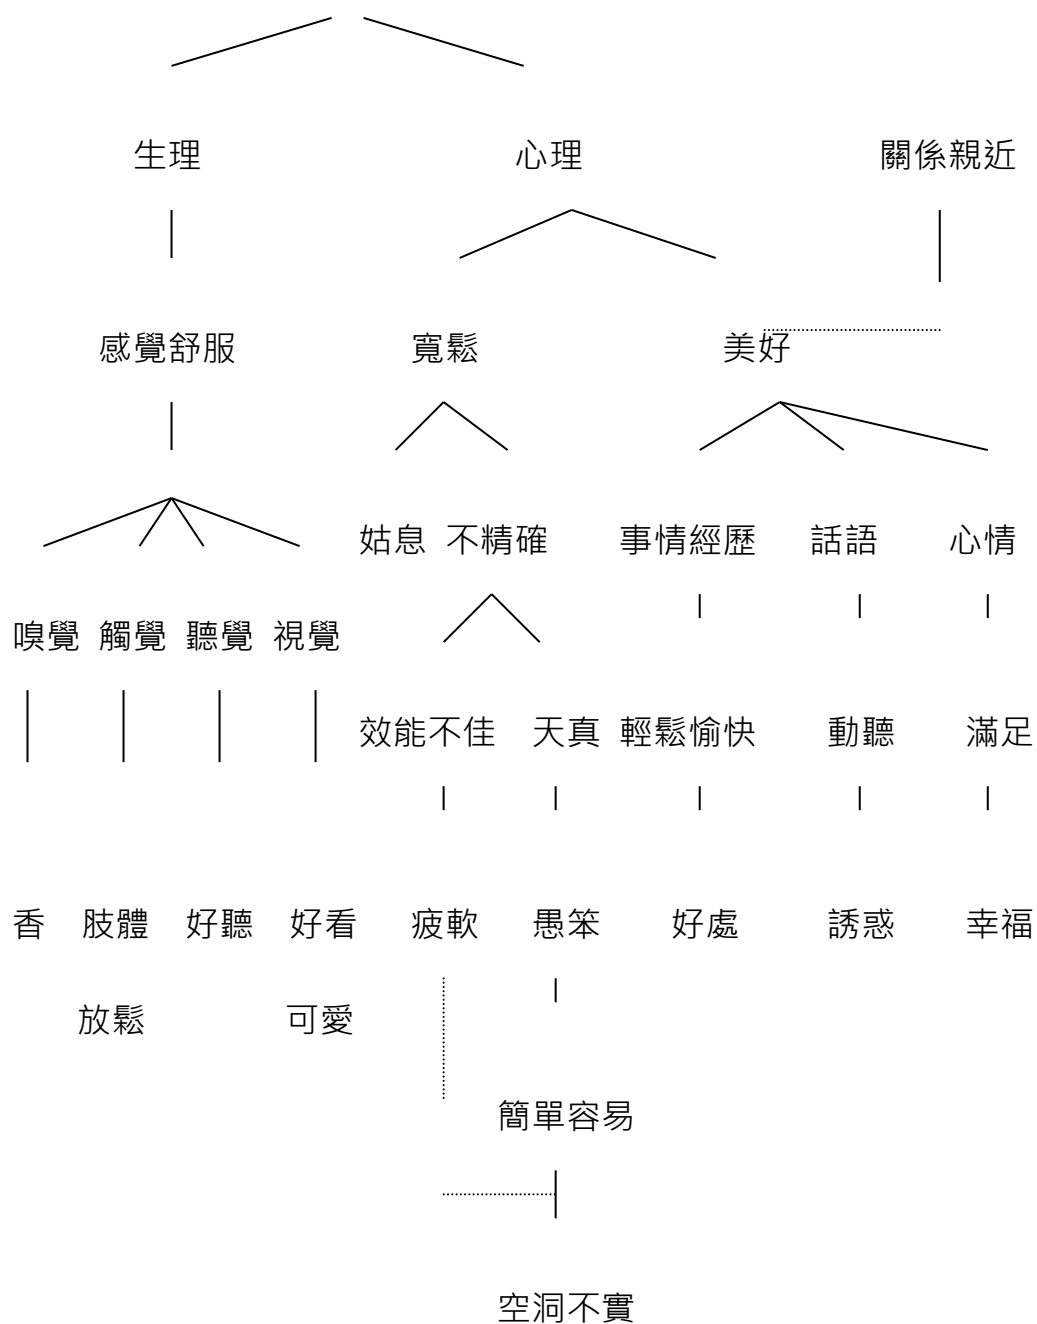 生理 心理 關係親近
感覺舒服 寬鬆 美好
姑息 不精確 事情經歷 話語 心情
嗅覺 觸覺 聽覺 視覺
效能不佳 天真 輕鬆愉快 動聽 滿足
香 肢體 好聽 好看 疲軟 愚笨 好處 誘惑 幸福
放鬆 可愛
簡單容易
空洞不實